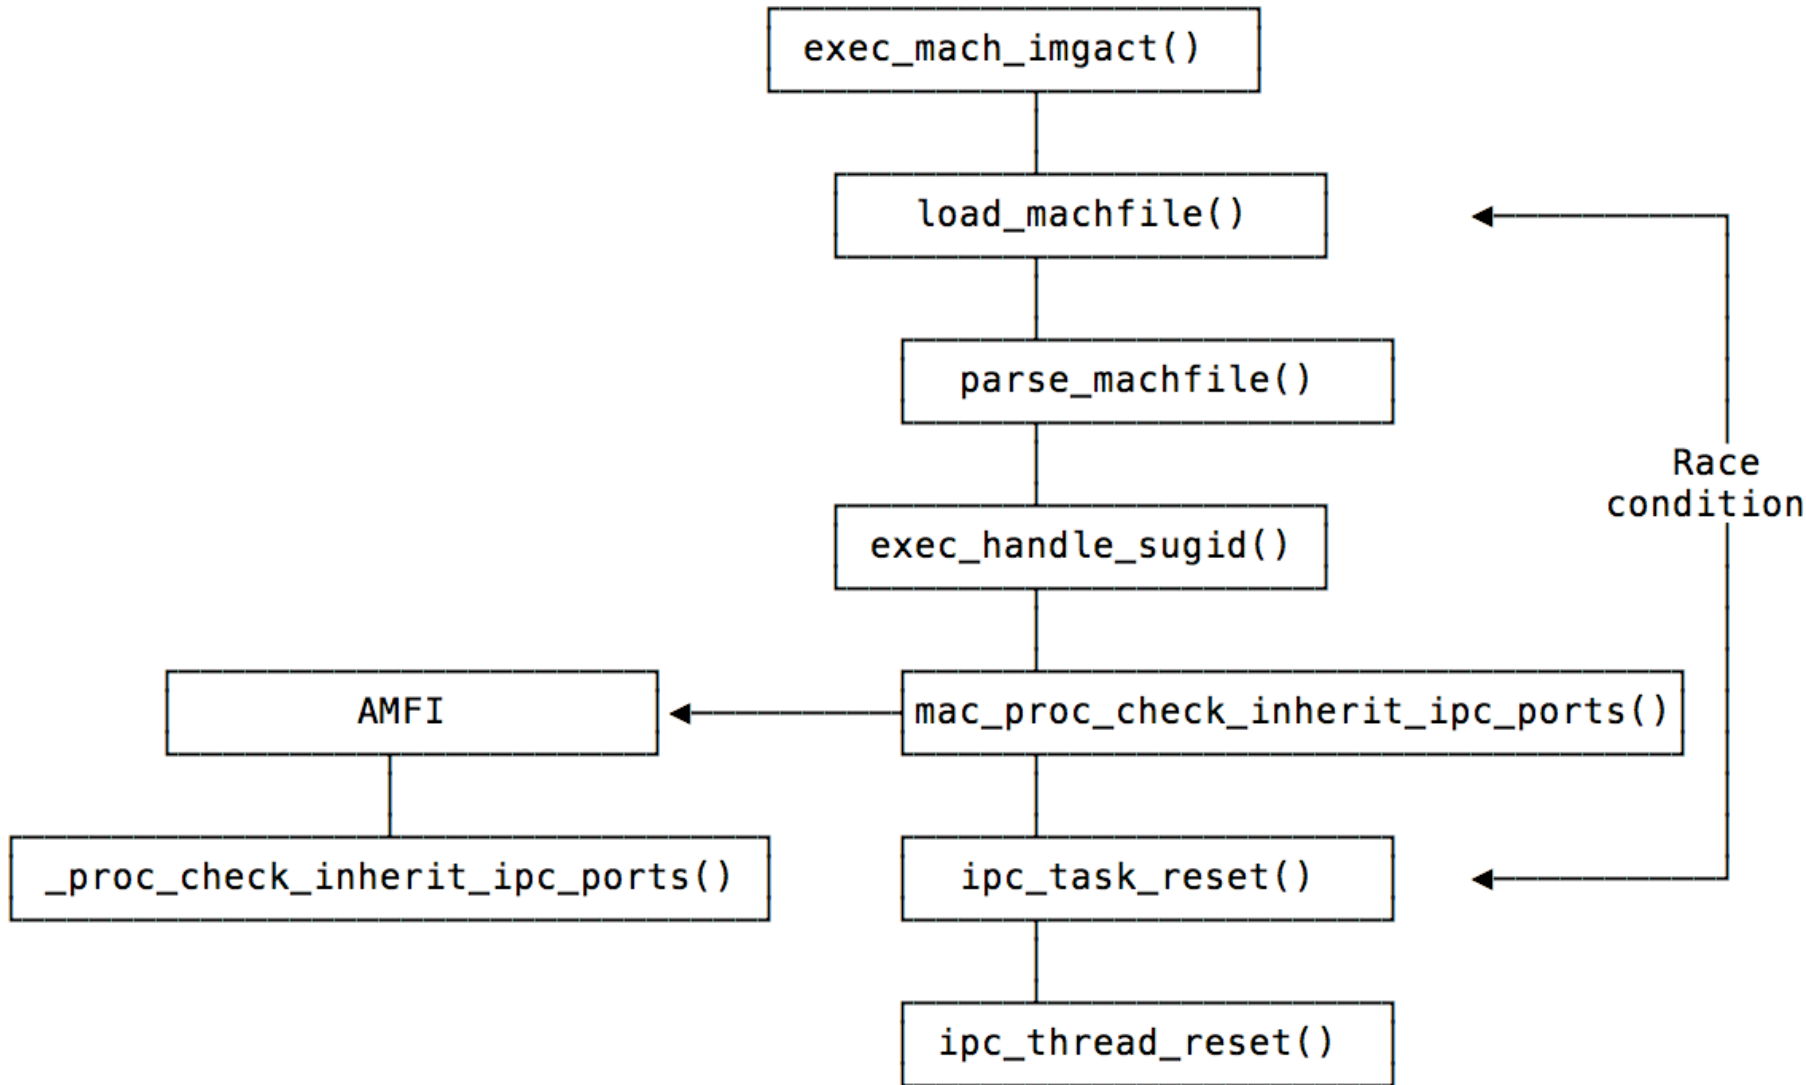 exec_mach_imgact()
load_machfile()
parse_machfile()
Race
condition
exec_handle_sugid()
AMFI
mac_proc_check_inherit_ipc_ports()
_proc_check_inherit_ipc_ports()
ipc_task_reset()
ipc_thread_reset()